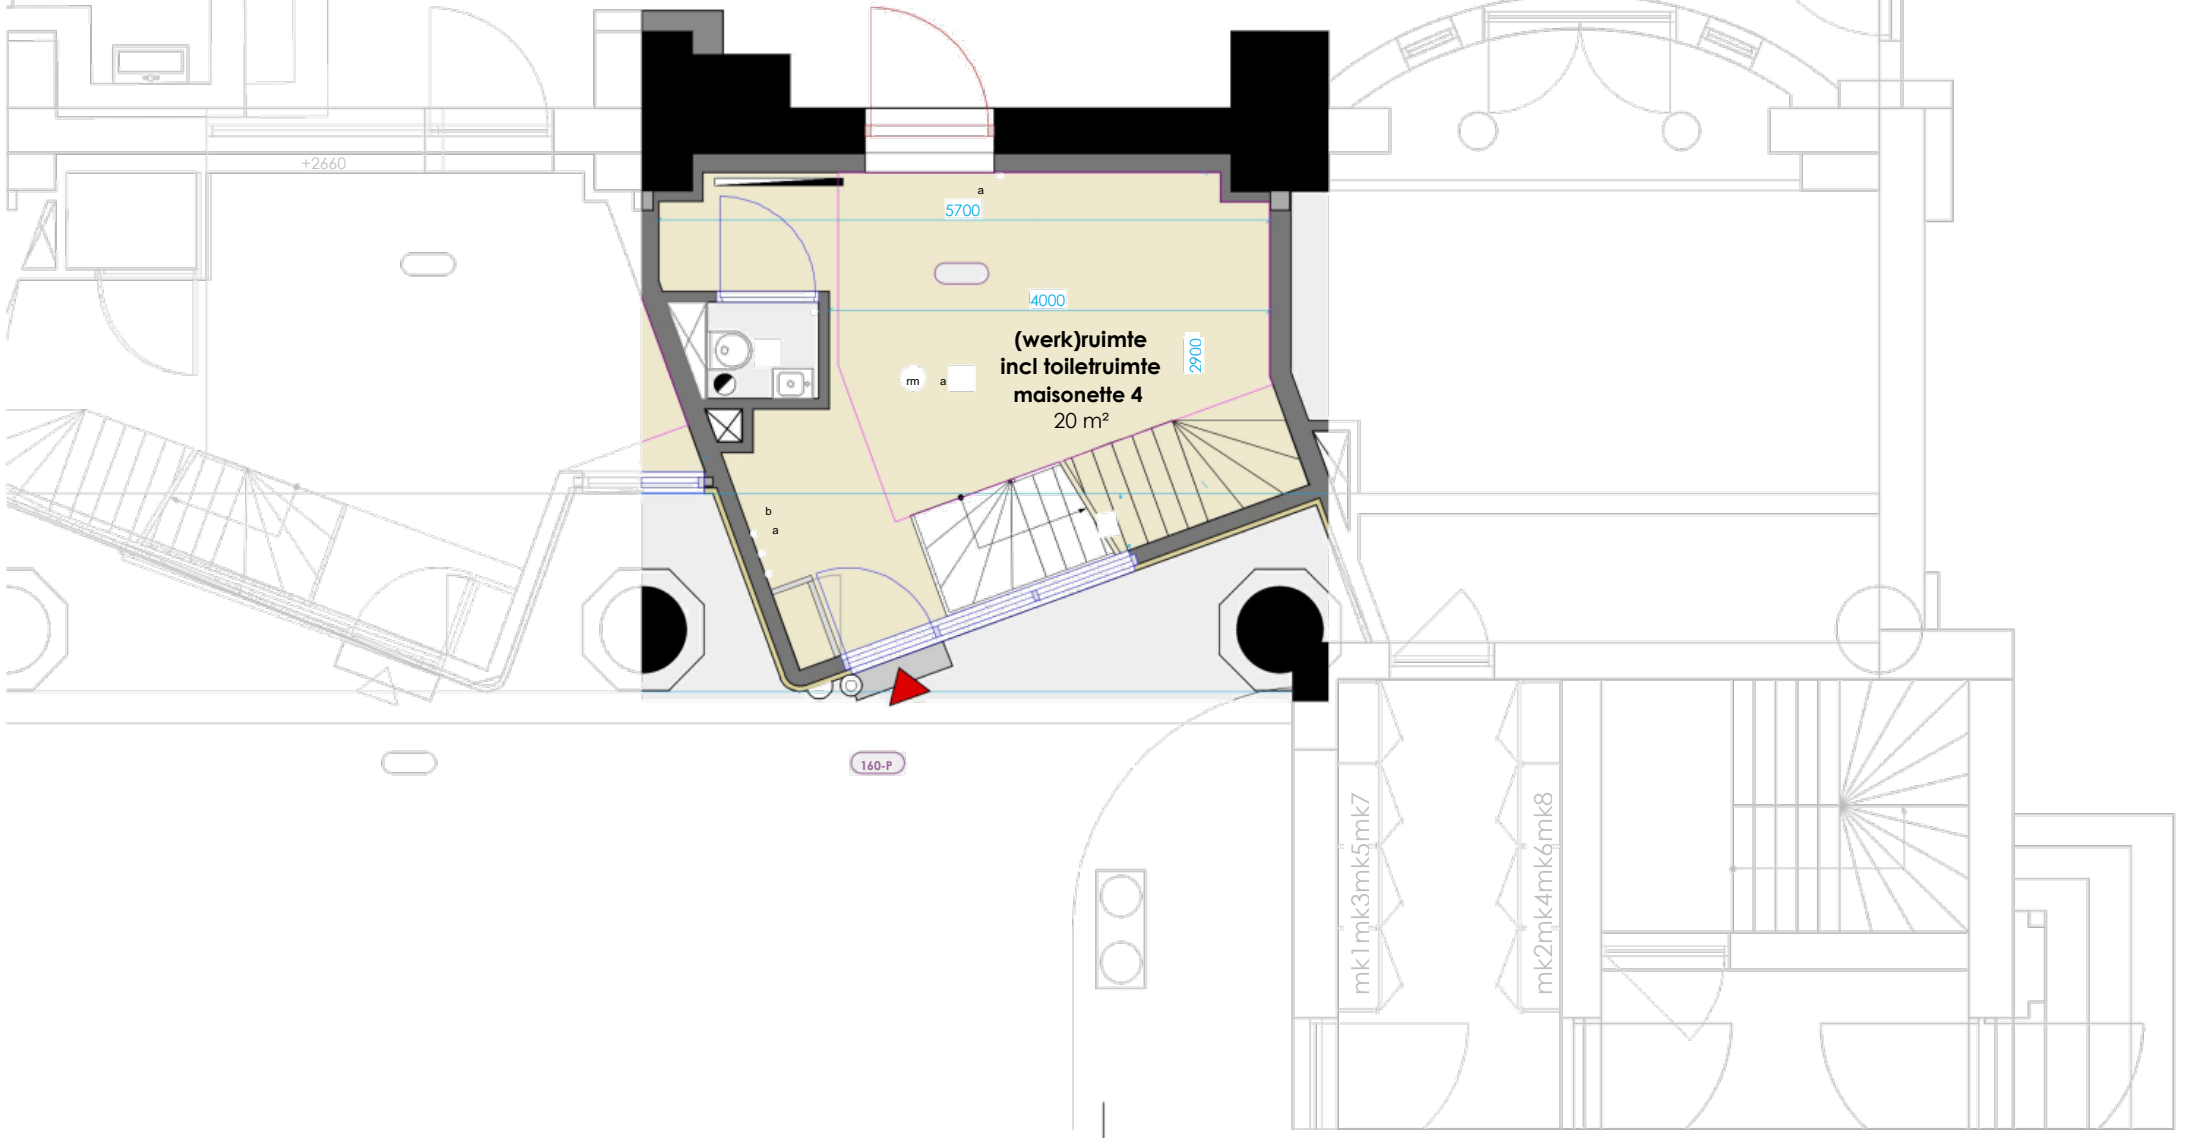 +2660
a
5700
4000
(werk)ruimte
incl toiletruimte
maisonette 4
20 m²
2900
rm
a
b
a
160-P
mk1mk3mk5mk7
mk2mk4mk6mk8